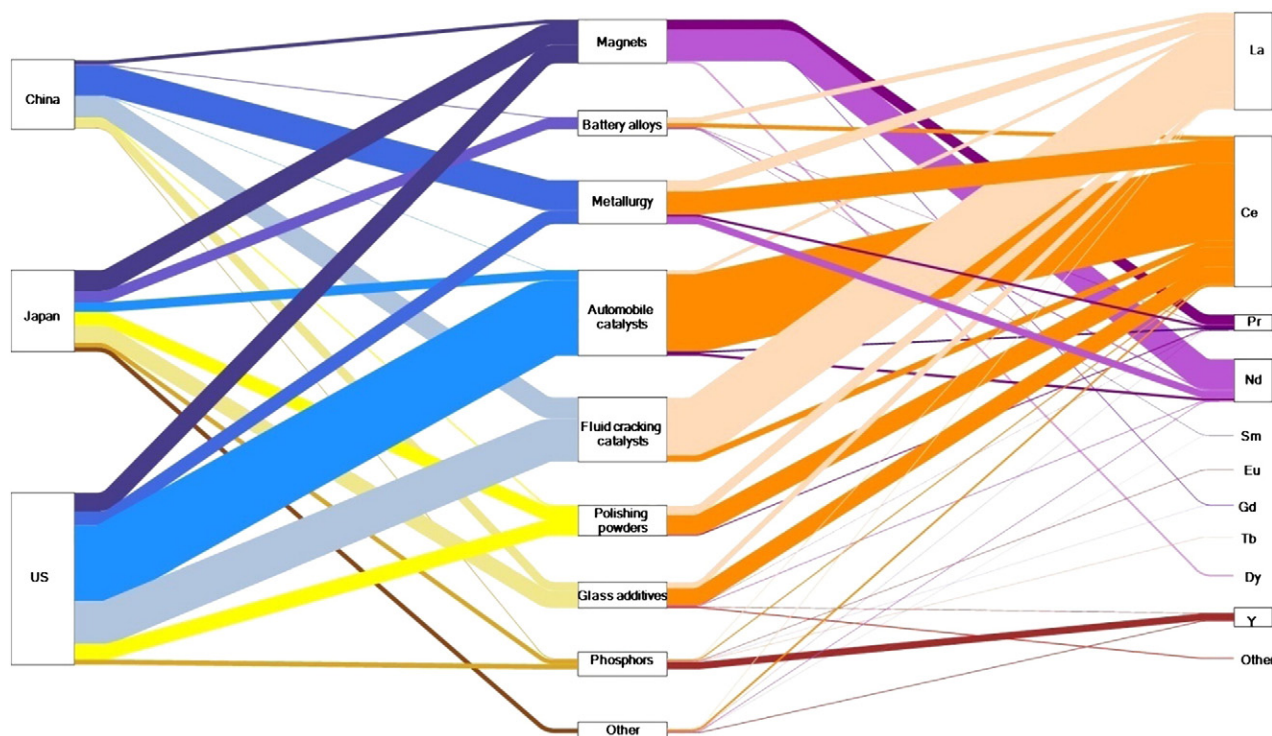 China
Japan
US
Magnets
Battery alloys
Metallurgy
Automobile
catalysts
Fluid cracking
catalysts
Polishing
powders
Glass additives
Phosphors
Other
La
Ce
Pr
Nd
Sm
Eu
Gd
Tb
Dy
Y
Other